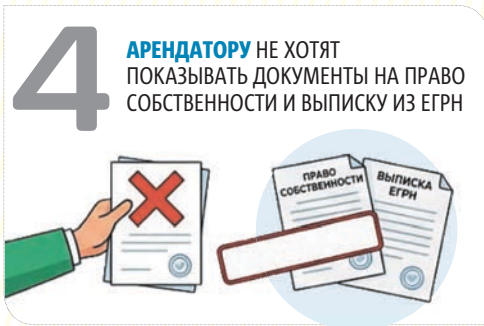 4
АРЕНДАТОРУ НЕ ХОТЯТ
ПОКАЗЫВАТЬ ДОКУМЕНТЫ НА ПРАВО
СОБСТВЕННОСТИ И ВЫПИСКУ ИЗ ЕГРН
ПРАВО
СОБСТВЕННОСТИ
ВЫПИСКА
ЕГРН